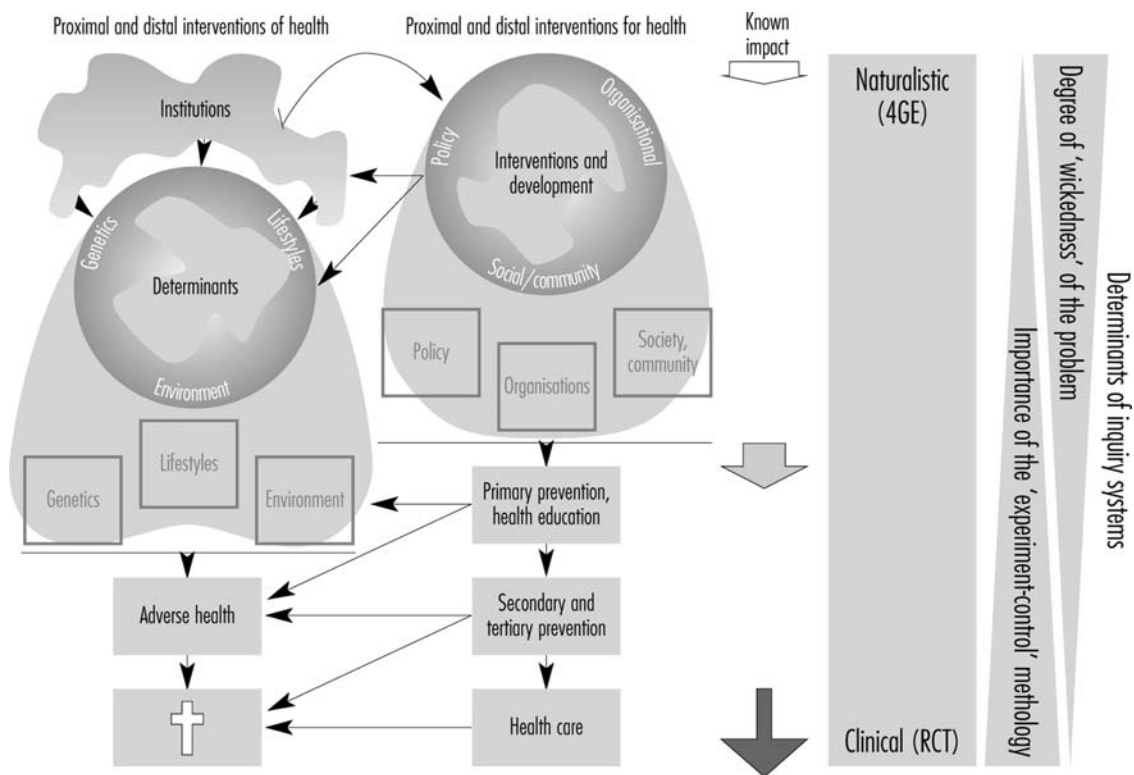 Proximal and distal interventions of health
Proximal and distal interventions for health
Known
impact
Institutions
Genetics
Lifestyles
Determinants
Environment
Genetics
Lifestyles
Environment
Adverse health
Policy
Organisational
Interventions and
development
Social/community
Policy
Organisations
Society,
community
Primary prevention,
health education
Secondary and
tertiary prevention
Health care
Naturalistic
(4GE)
Clinical (RCT)
Importance of the 'experiment-control' methology
Degree of 'wickedness' of the problem
Determinants of inquiry systems